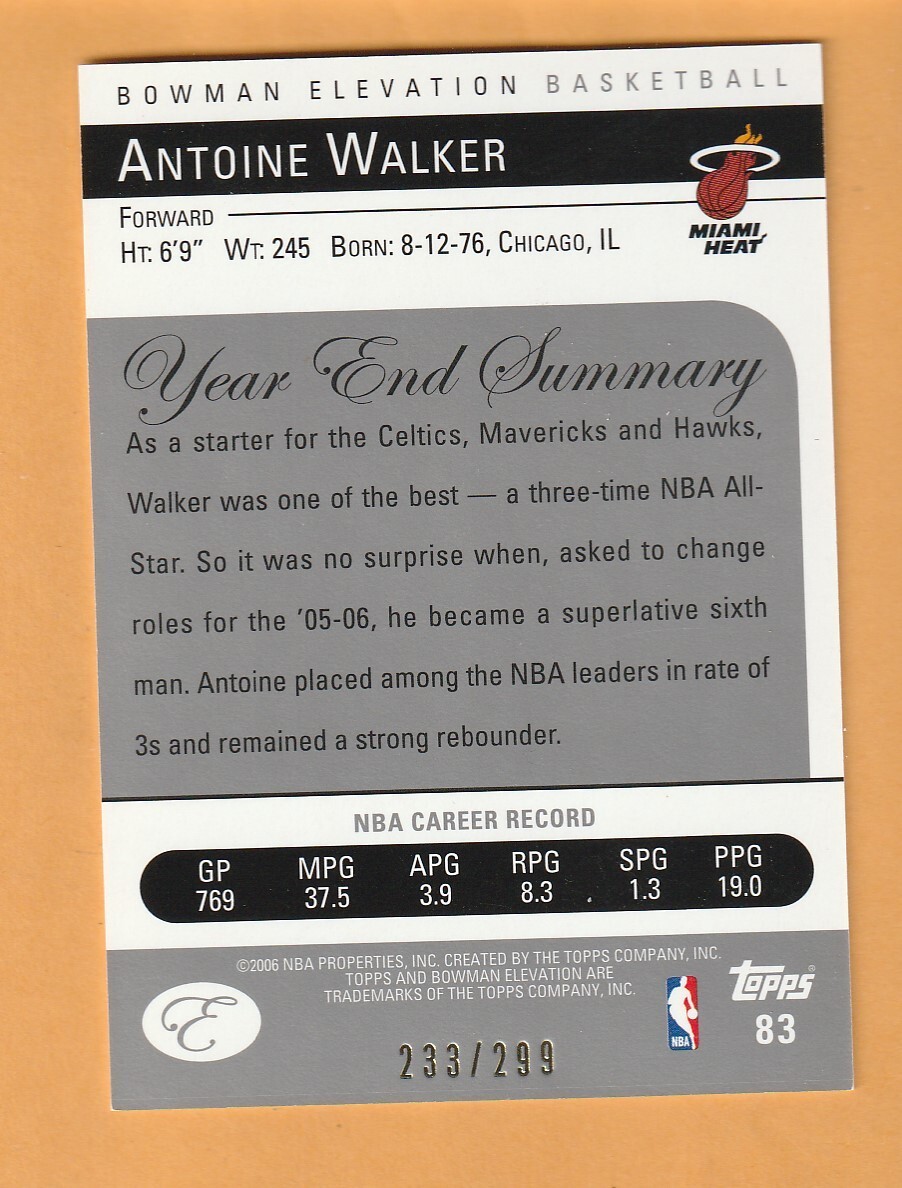 BOWMAN ELEVATION BASKETBALL
ANTOINE WALKER
FORWARD
HT: 6'9" WT: 245 BORN: 8-12-76, CHICAGO, IL
MIAMI
HEAT
Year End Summary
As a starter for the Celtics, Mavericks and Hawks,
Walker was one of the best — a three-time NBA All-
Star. So it was no surprise when, asked to change
roles for the '05-06, he became a superlative sixth
man. Antoine placed among the NBA leaders in rate of
3s and remained a strong rebounder.
NBA CAREER RECORD
GP MPG APG RPG SPG PPG
769 37.5 3.9 8.3 1.3 19.0
©2006 NBA PROPERTIES, INC. CREATED BY THE TOPPS COMPANY, INC.
TOPPS AND BOWMAN ELEVATION ARE
TRADEMARKS OF THE TOPPS COMPANY, INC.
E
NBA
topps®
83
233/299